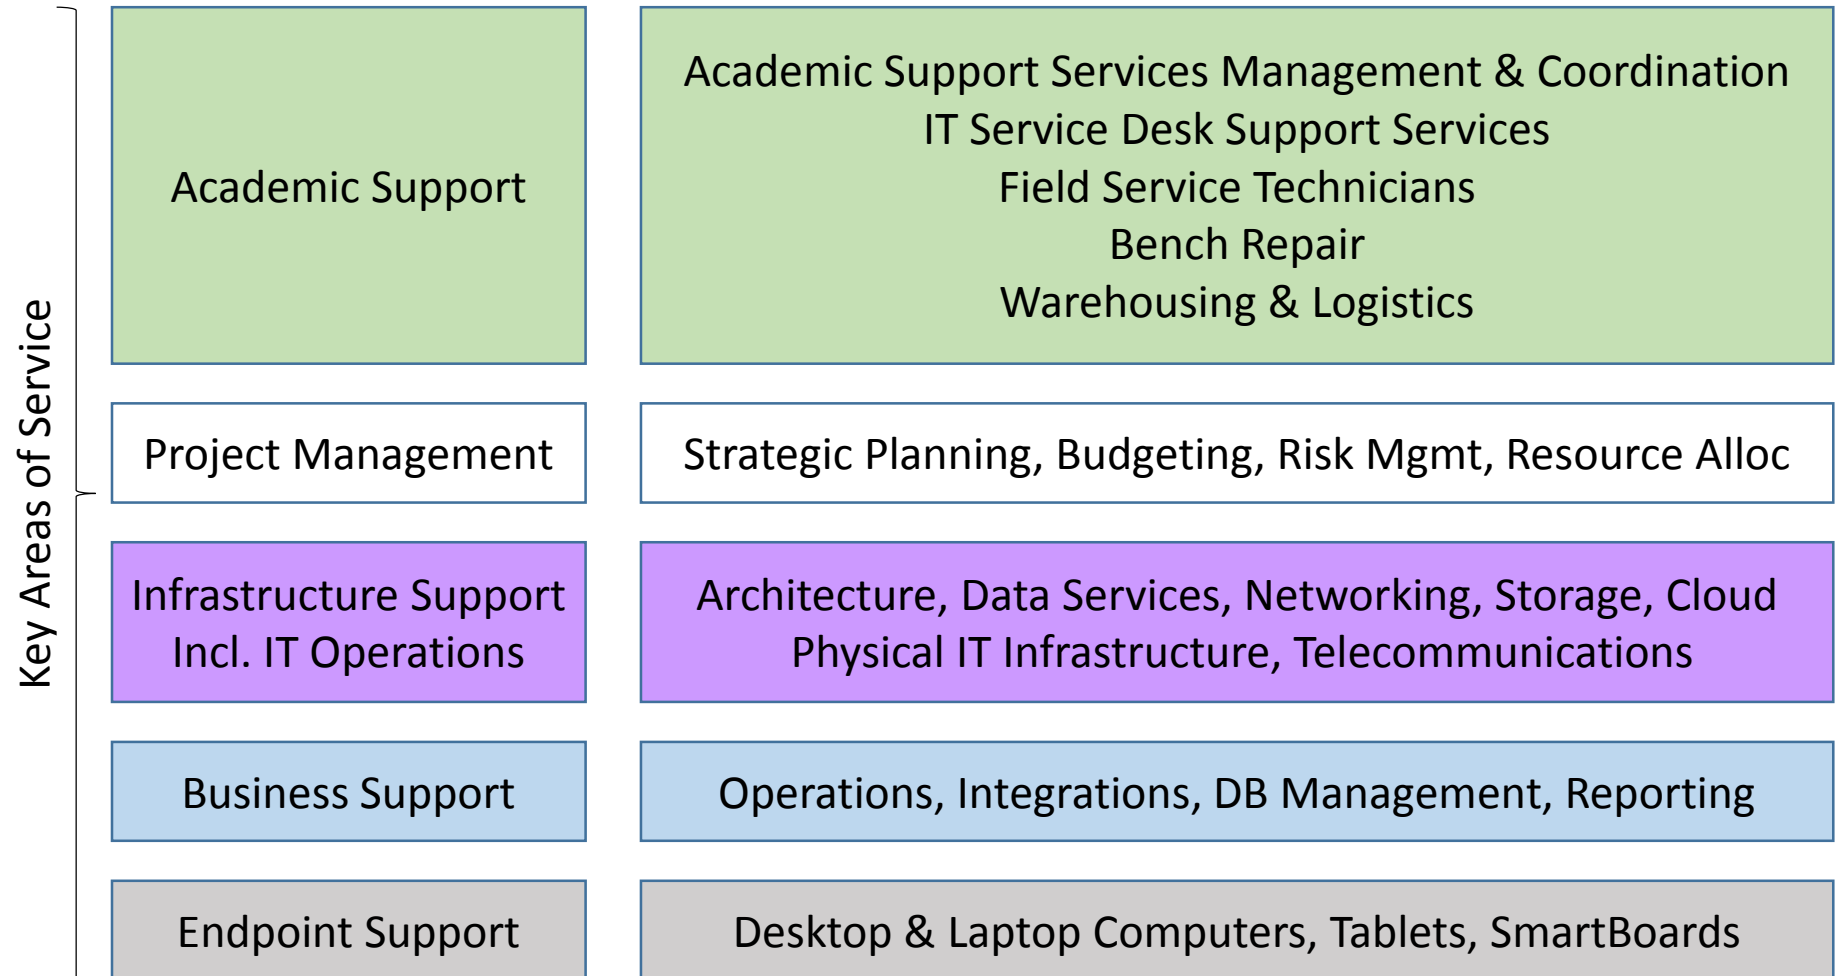 Key Areas of Service
Academic Support
Academic Support Services Management & Coordination
IT Service Desk Support Services
Field Service Technicians
Bench Repair
Warehousing & Logistics
Project Management
Strategic Planning, Budgeting, Risk Mgmt, Resource Alloc
Infrastructure Support
Incl. IT Operations
Architecture, Data Services, Networking, Storage, Cloud
Physical IT Infrastructure, Telecommunications
Business Support
Operations, Integrations, DB Management, Reporting
Endpoint Support
Desktop & Laptop Computers, Tablets, SmartBoards